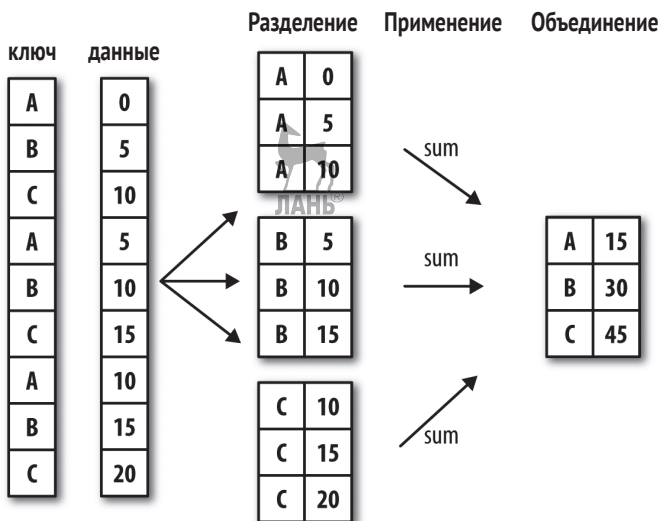 Разделение Применение Объединение
ключ данные
A 0
B 5
C 10
A 5
B 10
C 15
A 10
B 15
C 20
A 0
A 5
A 10
ЛАНЬ®
B 5
B 10
B 15
C 10
C 15
C 20
sum
sum
sum
A 15
B 30
C 45